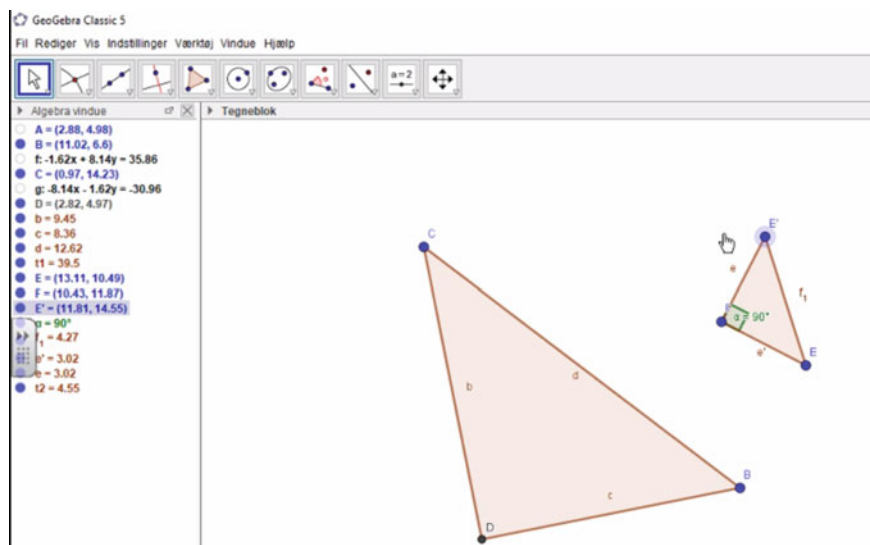 GeoGebra Classic 5
Fil Rediger Vis Indstillinger Værktøj Vindue Hjælp
a=2
Algebra vindue
Tegneblok
A = (2.88, 4.98)
B = (11.02, 6.6)
f: -1.62x + 8.14y = 35.86
C = (0.97, 14.23)
g: -8.14x - 1.62y = -30.96
D = (2.82, 4.97)
b = 9.45
c = 8.36
d = 12.62
t1 = 39.5
E = (13.11, 10.49)
F = (10.43, 11.87)
E' = (11.81, 14.55)
α = 90°
f₁ = 4.27
e' = 3.02
e = 3.02
t2 = 4.55
E'
C
e
f₁
F
α = 90°
e'
E
d
b
B
c
D